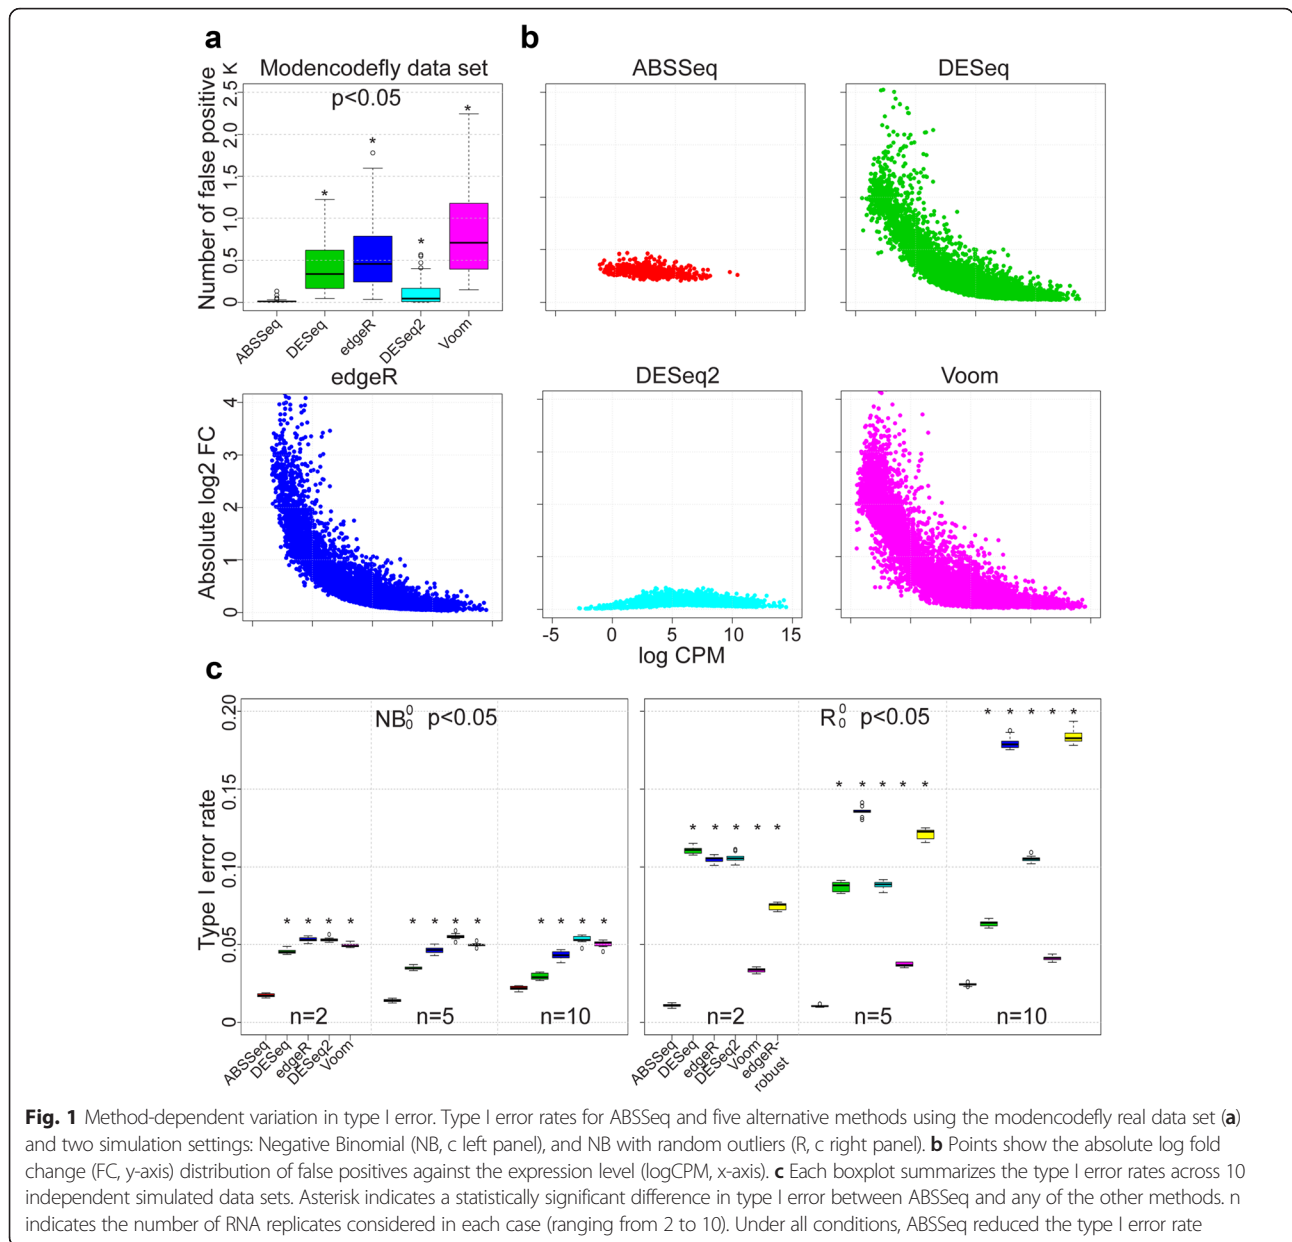 a
Modencodefly data set
p<0.05
Number of false positive
K
2.5
2.0
1.5
1.0
0.5
0
*
*
*
*
ABSSeq
DESeq
edgeR
DESeq2
Voom
b
ABSSeq
DESeq
edgeR
Absolute log2 FC
4
3
2
1
0
DESeq2
-5 0 5 10 15
log CPM
Voom
c
Type I error rate
0.20
0.15
0.10
0.05
0
NB 0 0 p<0.05
* * * *
* * * *
* * * *
n=2 n=5 n=10
ABSSeq
DESeq
edgeR
DESeq2
Voom
R 0 0 p<0.05
* * * * *
* * * * *
* * * * *
n=2 n=5 n=10
ABSSeq
DESeq
edgeR
DESeq2
Voom
edgeR-
robust
Fig. 1 Method-dependent variation in type I error. Type I error rates for ABSSeq and five alternative methods using the modencodefly real data set (a)
and two simulation settings: Negative Binomial (NB, c left panel), and NB with random outliers (R, c right panel). b Points show the absolute log fold
change (FC, y-axis) distribution of false positives against the expression level (logCPM, x-axis). c Each boxplot summarizes the type I error rates across 10
independent simulated data sets. Asterisk indicates a statistically significant difference in type I error between ABSSeq and any of the other methods. n
indicates the number of RNA replicates considered in each case (ranging from 2 to 10). Under all conditions, ABSSeq reduced the type I error rate